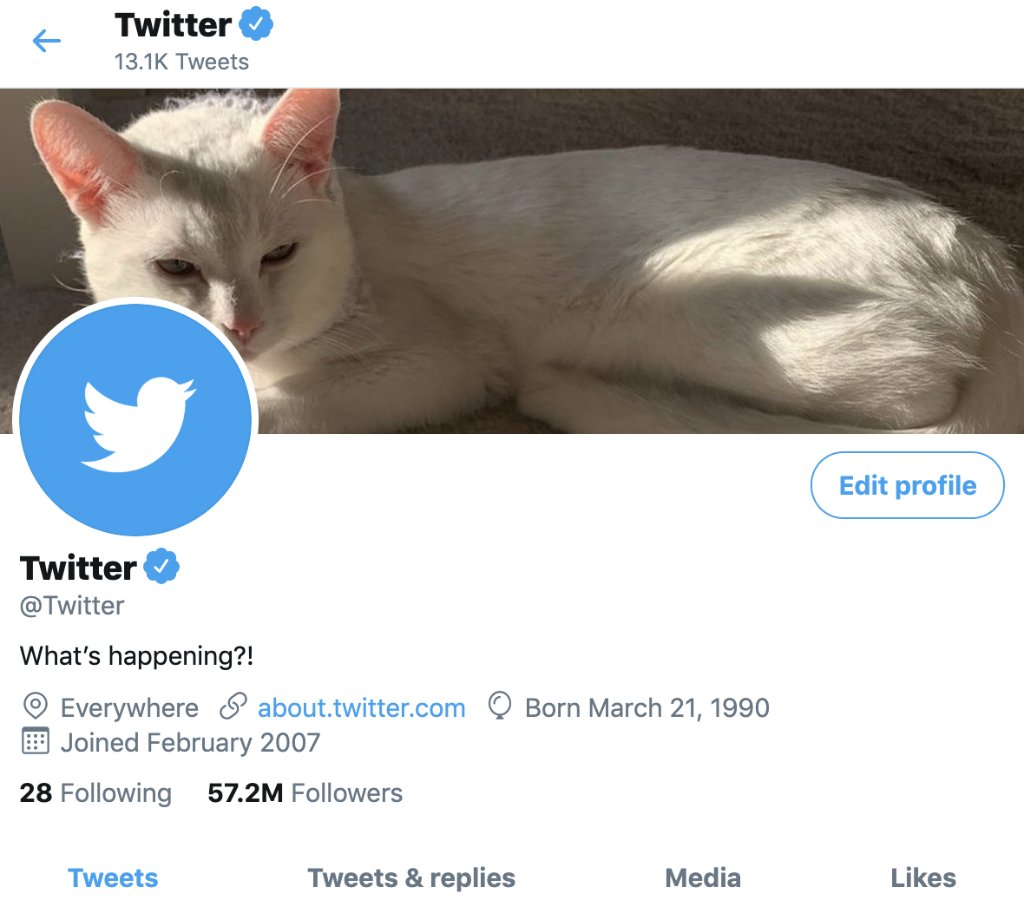 Twitter
13.1K Tweets
Edit profile
Twitter
@Twitter
What’s happening?!
Everywhere about.twitter.com Born March 21, 1990
Joined February 2007
28 Following 57.2M Followers
Tweets Tweets & replies Media Likes